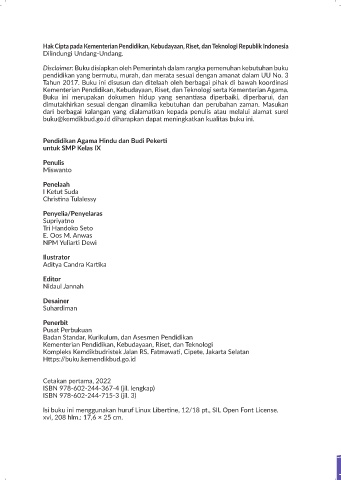 Hak Cipta pada Kementerian Pendidikan, Kebudayaan, Riset, dan Teknologi Republik Indonesia
Dilindungi Undang-Undang.
Disclaimer: Buku disiapkan oleh Pemerintah dalam rangka pemenuhan kebutuhan buku
pendidikan yang bermutu, murah, dan merata sesuai dengan amanat dalam UU No. 3
Tahun 2017. Buku ini disusun dan ditelaah oleh berbagai pihak di bawah koordinasi
Kementerian Pendidikan, Kebudayaan, Riset, dan Teknologi serta Kementerian Agama.
Buku ini merupakan dokumen hidup yang senantiasa diperbaiki, diperbarui, dan
dimutakhirkan sesuai dengan dinamika kebutuhan dan perubahan zaman. Masukan
dari berbagai kalangan yang dialamatkan kepada penulis atau melalui alamat surel
buku@kemdikbud.go.id diharapkan dapat meningkatkan kualitas buku ini.
Pendidikan Agama Hindu dan Budi Pekerti
untuk SMP Kelas IX
Penulis
Miswanto
Penelaah
I Ketut Suda
Christina Tulalessy
Penyelia/Penyelaras
Supriyatno
Tri Handoko Seto
E. Oos M. Anwas
NPM Yuliarti Dewi
Ilustrator
Aditya Candra Kartika
Editor
Nidaul Jannah
Desainer
Suhardiman
Penerbit
Pusat Perbukuan
Badan Standar, Kurikulum, dan Asesmen Pendidikan
Kementerian Pendidikan, Kebudayaan, Riset, dan Teknologi
Kompleks Kemdikbudristek Jalan RS. Fatmawati, Cipete, Jakarta Selatan
Https://buku.kemendikbud.go.id
Cetakan pertama, 2022
ISBN 978-602-244-367-4 (jil. lengkap)
ISBN 978-602-244-715-3 (jil. 3)
Isi buku ini menggunakan huruf Linux Libertine, 12/18 pt., SIL Open Font License.
xvi, 208 hlm.: 17,6 × 25 cm.